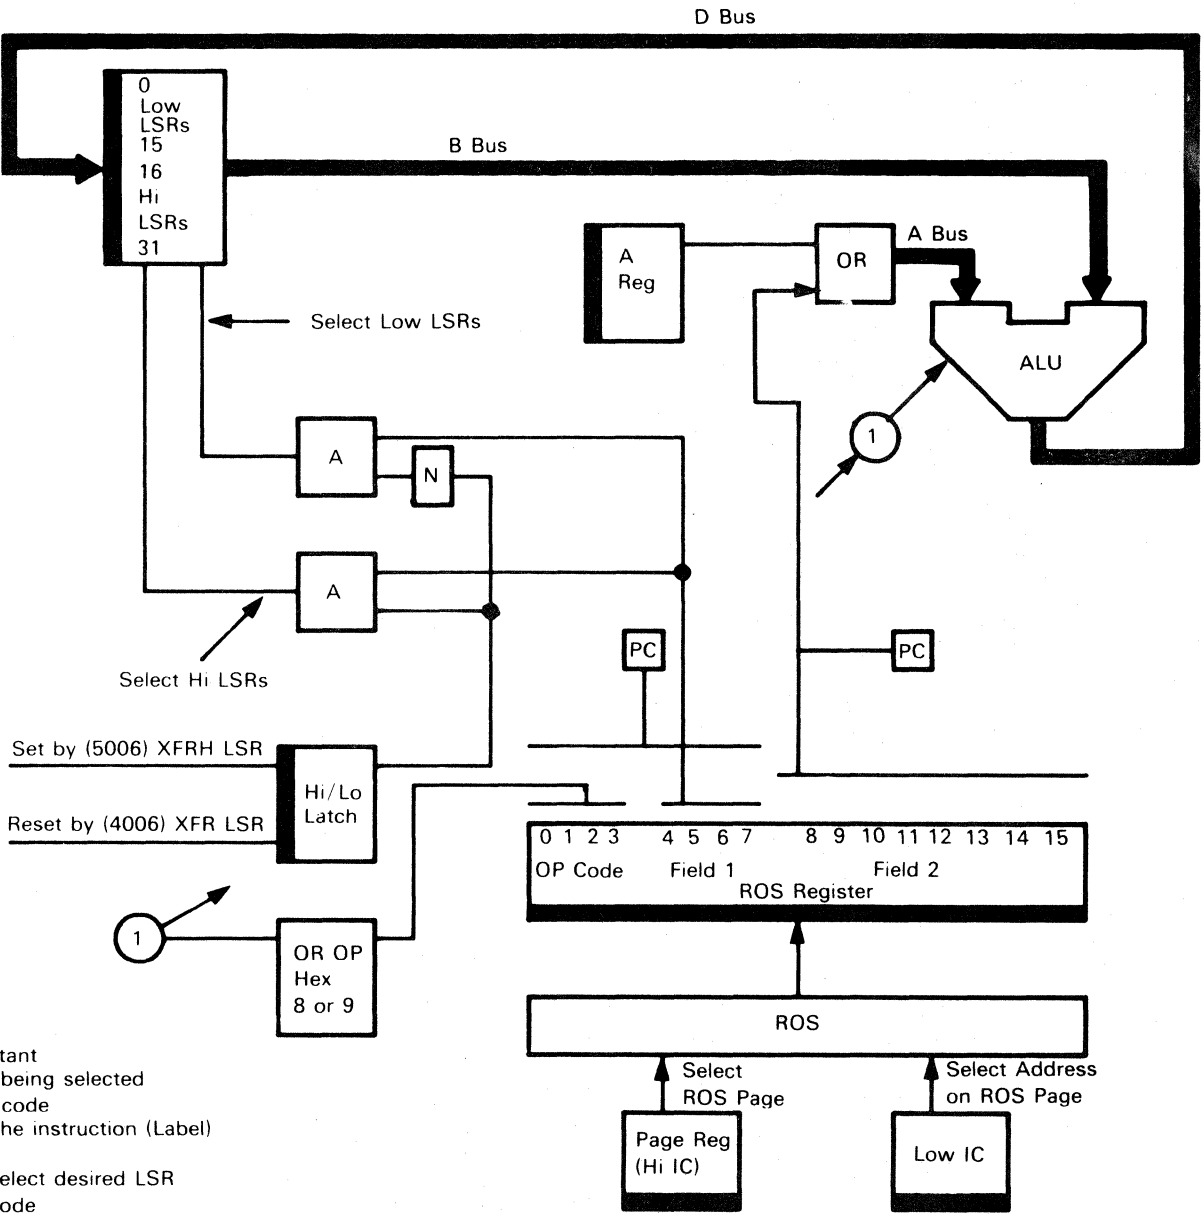 D Bus
0
Low
LSRs
15
16
Hi
LSRs
31
B Bus
A
Reg
OR
A Bus
ALU
Select Low LSRs
1
A
N
A
PC
PC
Select Hi LSRs
Set by (5006) XFRH LSR
Hi/Lo
Latch
Reset by (4006) XFR LSR
0 1 2 3 4 5 6 7 8 9 10 11 12 13 14 15
OP Code Field 1 Field 2
ROS Register
1
OR OP
Hex
8 or 9
ROS
Select
ROS Page
Select Address
on ROS Page
Page Reg
(Hi IC)
Low IC
tant
being selected
code
he instruction (Label)
elect desired LSR
ode